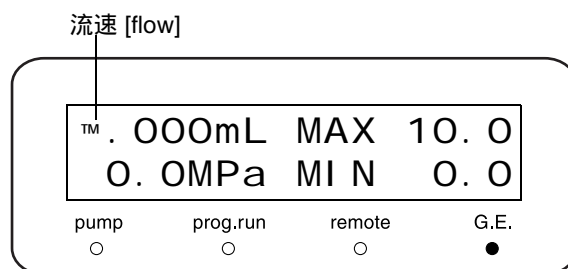 流速 [flow]
™. 000mL MAX 10. 0
0. 0MPa MIN 0. 0
pump prog.run remote G.E.